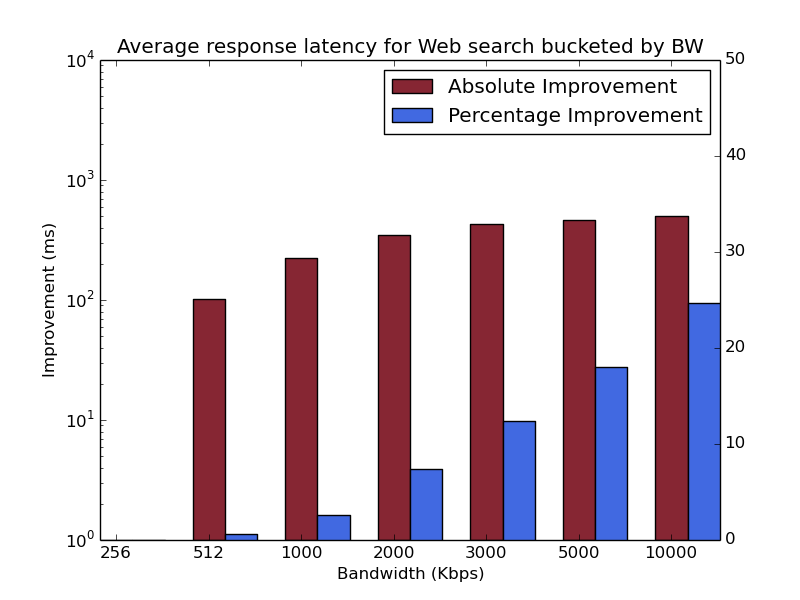 Average response latency for Web search bucketed by BW
Absolute Improvement
Percentage Improvement
10^4
10^3
10^2
10^1
10^0
Improvement (ms)
50
40
30
20
10
0
256 512 1000 2000 3000 5000 10000
Bandwidth (Kbps)